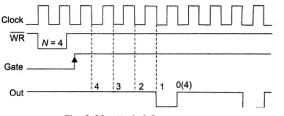 Clock
WR
N = 4
Gate
Out
4 3 2 1 0(4)